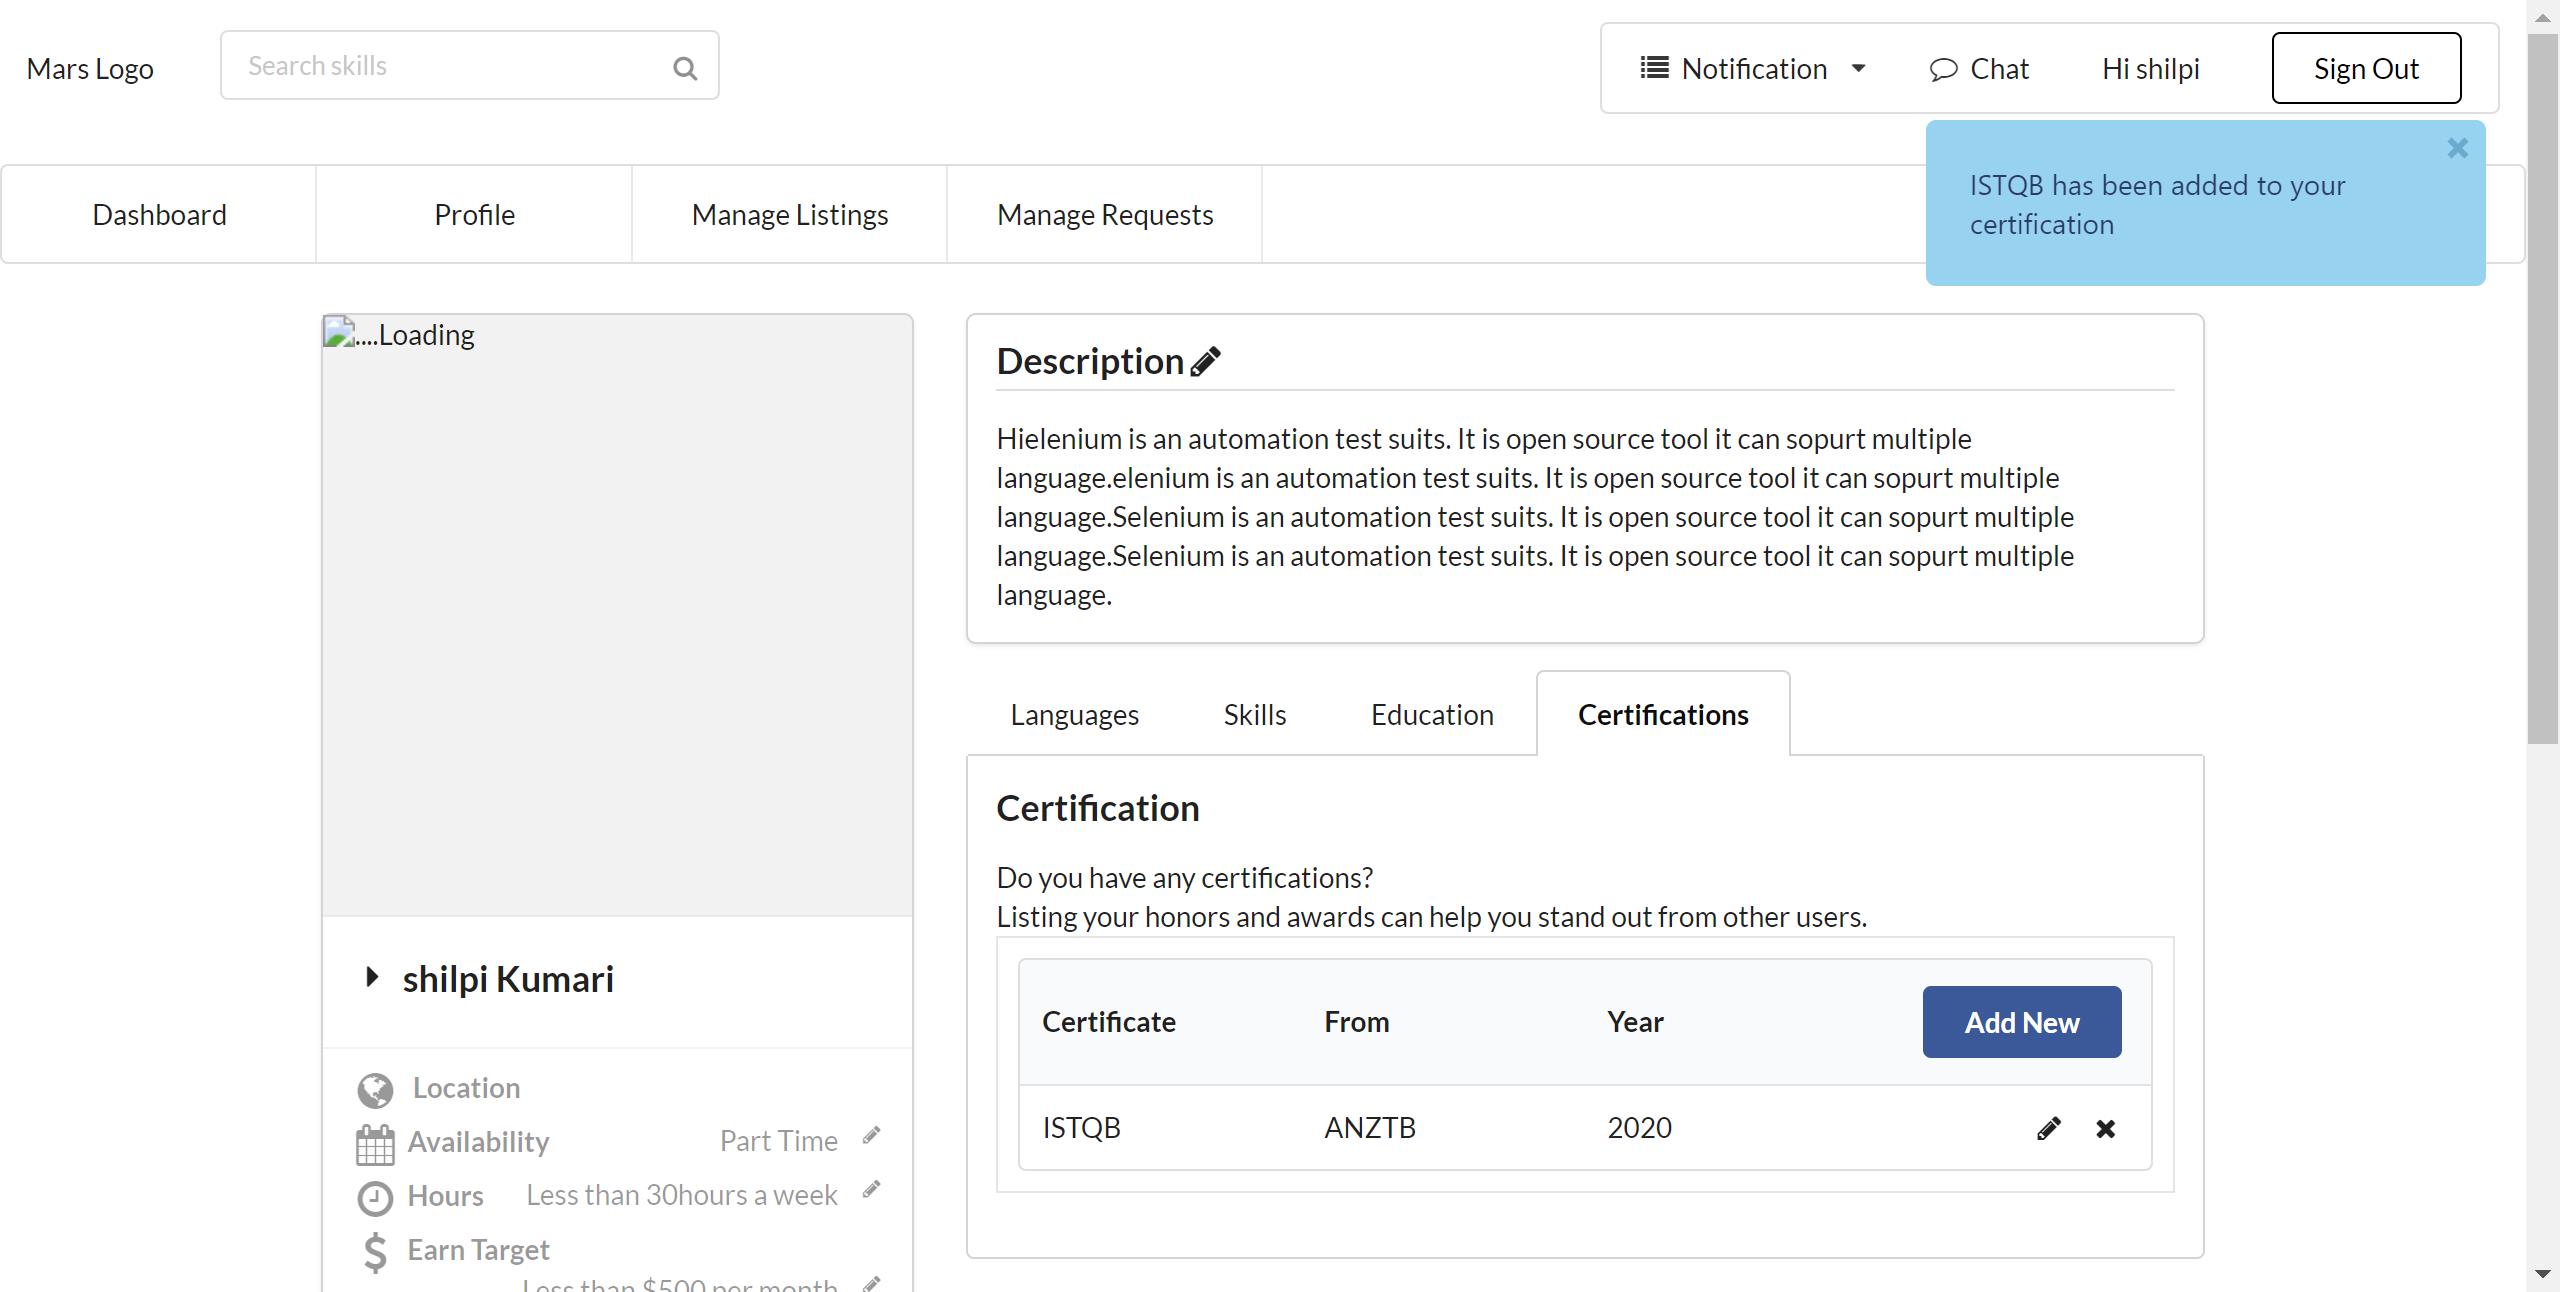 Mars Logo
Search skills
Notification
Chat
Hi shilpi
Sign Out
ISTQB has been added to your
certification
Dashboard
Profile
Manage Listings
Manage Requests
....Loading
shilpi Kumari
Location
Availability Part Time
Hours Less than 30hours a week
Earn Target
Less than $500 per month
Description
Hielenium is an automation test suits. It is open source tool it can sopurt multiple
language.elenium is an automation test suits. It is open source tool it can sopurt multiple
language.Selenium is an automation test suits. It is open source tool it can sopurt multiple
language.Selenium is an automation test suits. It is open source tool it can sopurt multiple
language.
Languages
Skills
Education
Certifications
Certification
Do you have any certifications?
Listing your honors and awards can help you stand out from other users.
Certificate From Year Add New
ISTQB ANZTB 2020